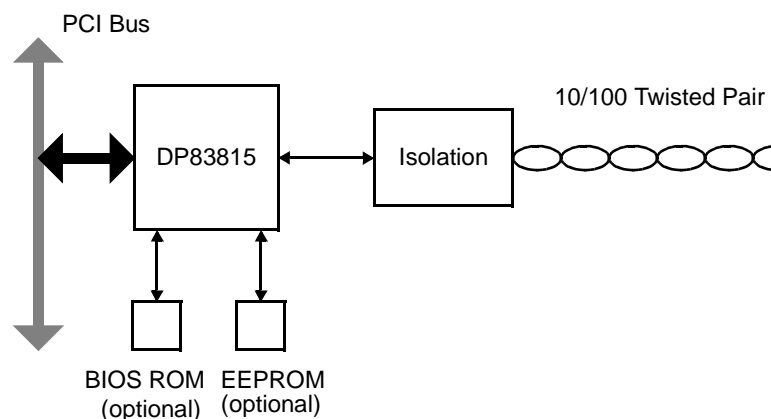 PCI Bus
10/100 Twisted Pair
DP83815
Isolation
BIOS ROM
(optional)
EEPROM
(optional)